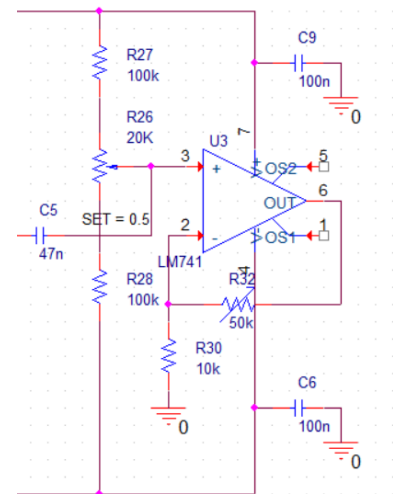 C9
100n
0
R27
100k
R26
20K
SET = 0.5
C5
47n
R28
100k
U3
3
+
2
-
7
V+
4
V-
5
OS2
6
OUT
1
OS1
LM741
R32
50k
R30
10k
0
C6
100n
0